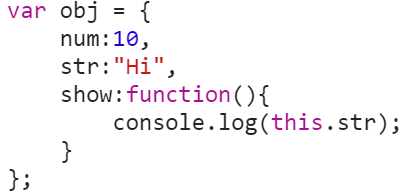 var obj = {
    num:10,
    str:"Hi",
    show:function(){
        console.log(this.str);
    }
};